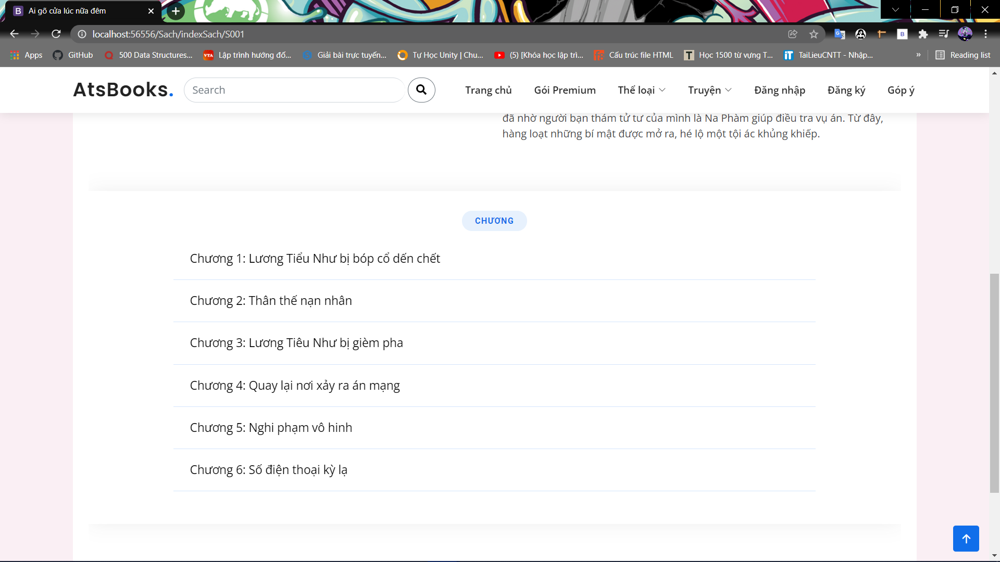 Ai gõ cửa lúc nữa đêm
localhost:56556/Sach/indexSach/S001
Apps GitHub 500 Data Structures... Lập trình hướng đố... Giải bài trực tuyến... Tự Học Unity | Chu... (5) [Khóa học lập trì... Cấu trúc file HTML Học 1500 từ vựng T... TaiLieuCNTT - Nhập... » Reading list
AtsBooks. Search Trang chủ Gói Premium Thể loại Truyện Đăng nhập Đăng ký Góp ý
đã nhờ người bạn thám tử tư của mình là Na Phàm giúp điều tra vụ án. Từ đây,
hàng loạt những bí mật được mở ra, hé lộ một tội ác khủng khiếp.
CHƯƠNG
Chương 1: Lương Tiểu Như bị bóp cổ dến chết
Chương 2: Thân thế nạn nhân
Chương 3: Lương Tiêu Như bị gièm pha
Chương 4: Quay lại nơi xảy ra án mạng
Chương 5: Nghi phạm vô hinh
Chương 6: Số điện thoại kỳ lạ